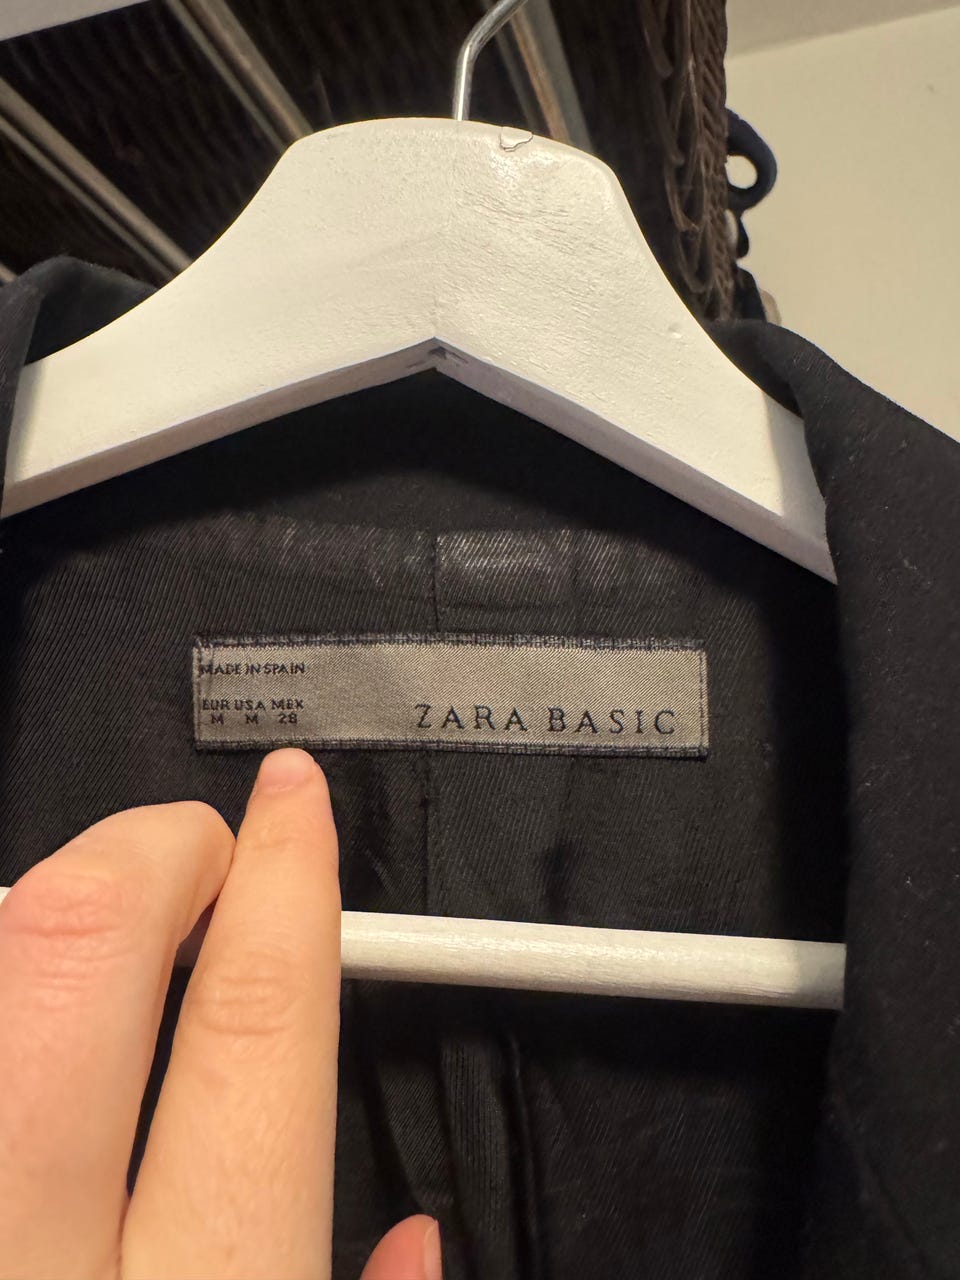 MADE IN SPAIN
EUR USA MEX
M M 28
ZARA BASIC